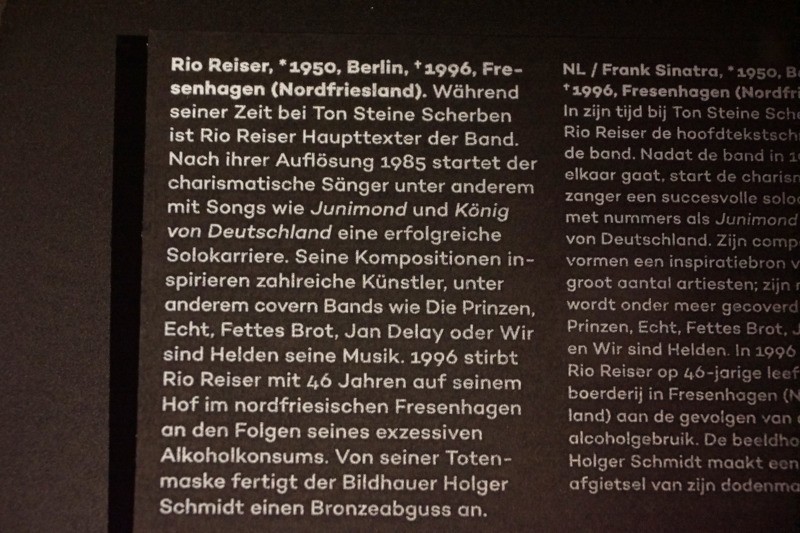 Rio Reiser, *1950, Berlin, †1996, Fre-
senhagen (Nordfriesland). Während
seiner Zeit bei Ton Steine Scherben
ist Rio Reiser Haupttexter der Band.
Nach ihrer Auflösung 1985 startet der
charismatische Sänger unter anderem
mit Songs wie Junimond und König
von Deutschland eine erfolgreiche
Solokarriere. Seine Kompositionen in-
spirieren zahlreiche Künstler, unter
anderem covern Bands wie Die Prinzen,
Echt, Fettes Brot, Jan Delay oder Wir
sind Helden seine Musik. 1996 stirbt
Rio Reiser mit 46 Jahren auf seinem
Hof im nordfriesischen Fresenhagen
an den Folgen seines exzessiven
Alkoholkonsums. Von seiner Toten-
maske fertigt der Bildhauer Holger
Schmidt einen Bronzeabguss an.
NL / Frank Sinatra, *1950,
†1996, Fresenhagen
In zijn tijd bij Ton Steine
Rio Reiser de
de band. Nadat de band in
elkaar gaat, start de
zanger een succesvolle
met nummers als Junimond
von Deutschland. Zijn
vormen een inspiratiebron
groot aantal artiesten; zijn
wordt onder meer gecoverd
Prinzen, Echt, Fettes Brot,
en Wir sind Helden. In 1996
Rio Reiser op 46-jarige
boerderij in Fresenhagen
land) aan de gevolgen van
alcoholgebruik. De
Holger Schmidt maakt een
afgietsel van zijn